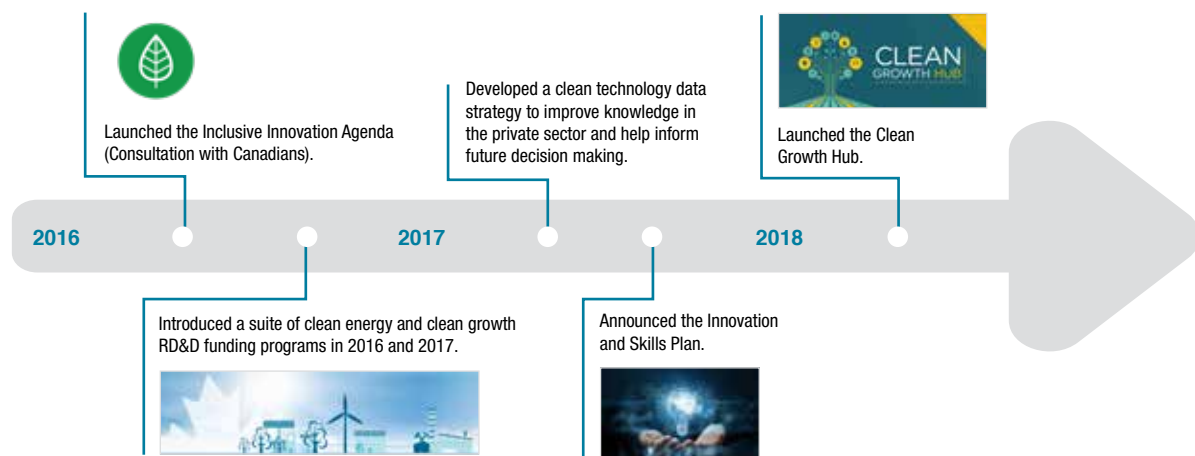 CLEAN
GROWTH HUB
Launched the Inclusive Innovation Agenda
(Consultation with Canadians).
Developed a clean technology data
strategy to improve knowledge in
the private sector and help inform
future decision making.
Launched the Clean
Growth Hub.
2016
2017
2018
Introduced a suite of clean energy and clean growth
RD&D funding programs in 2016 and 2017.
Announced the Innovation
and Skills Plan.